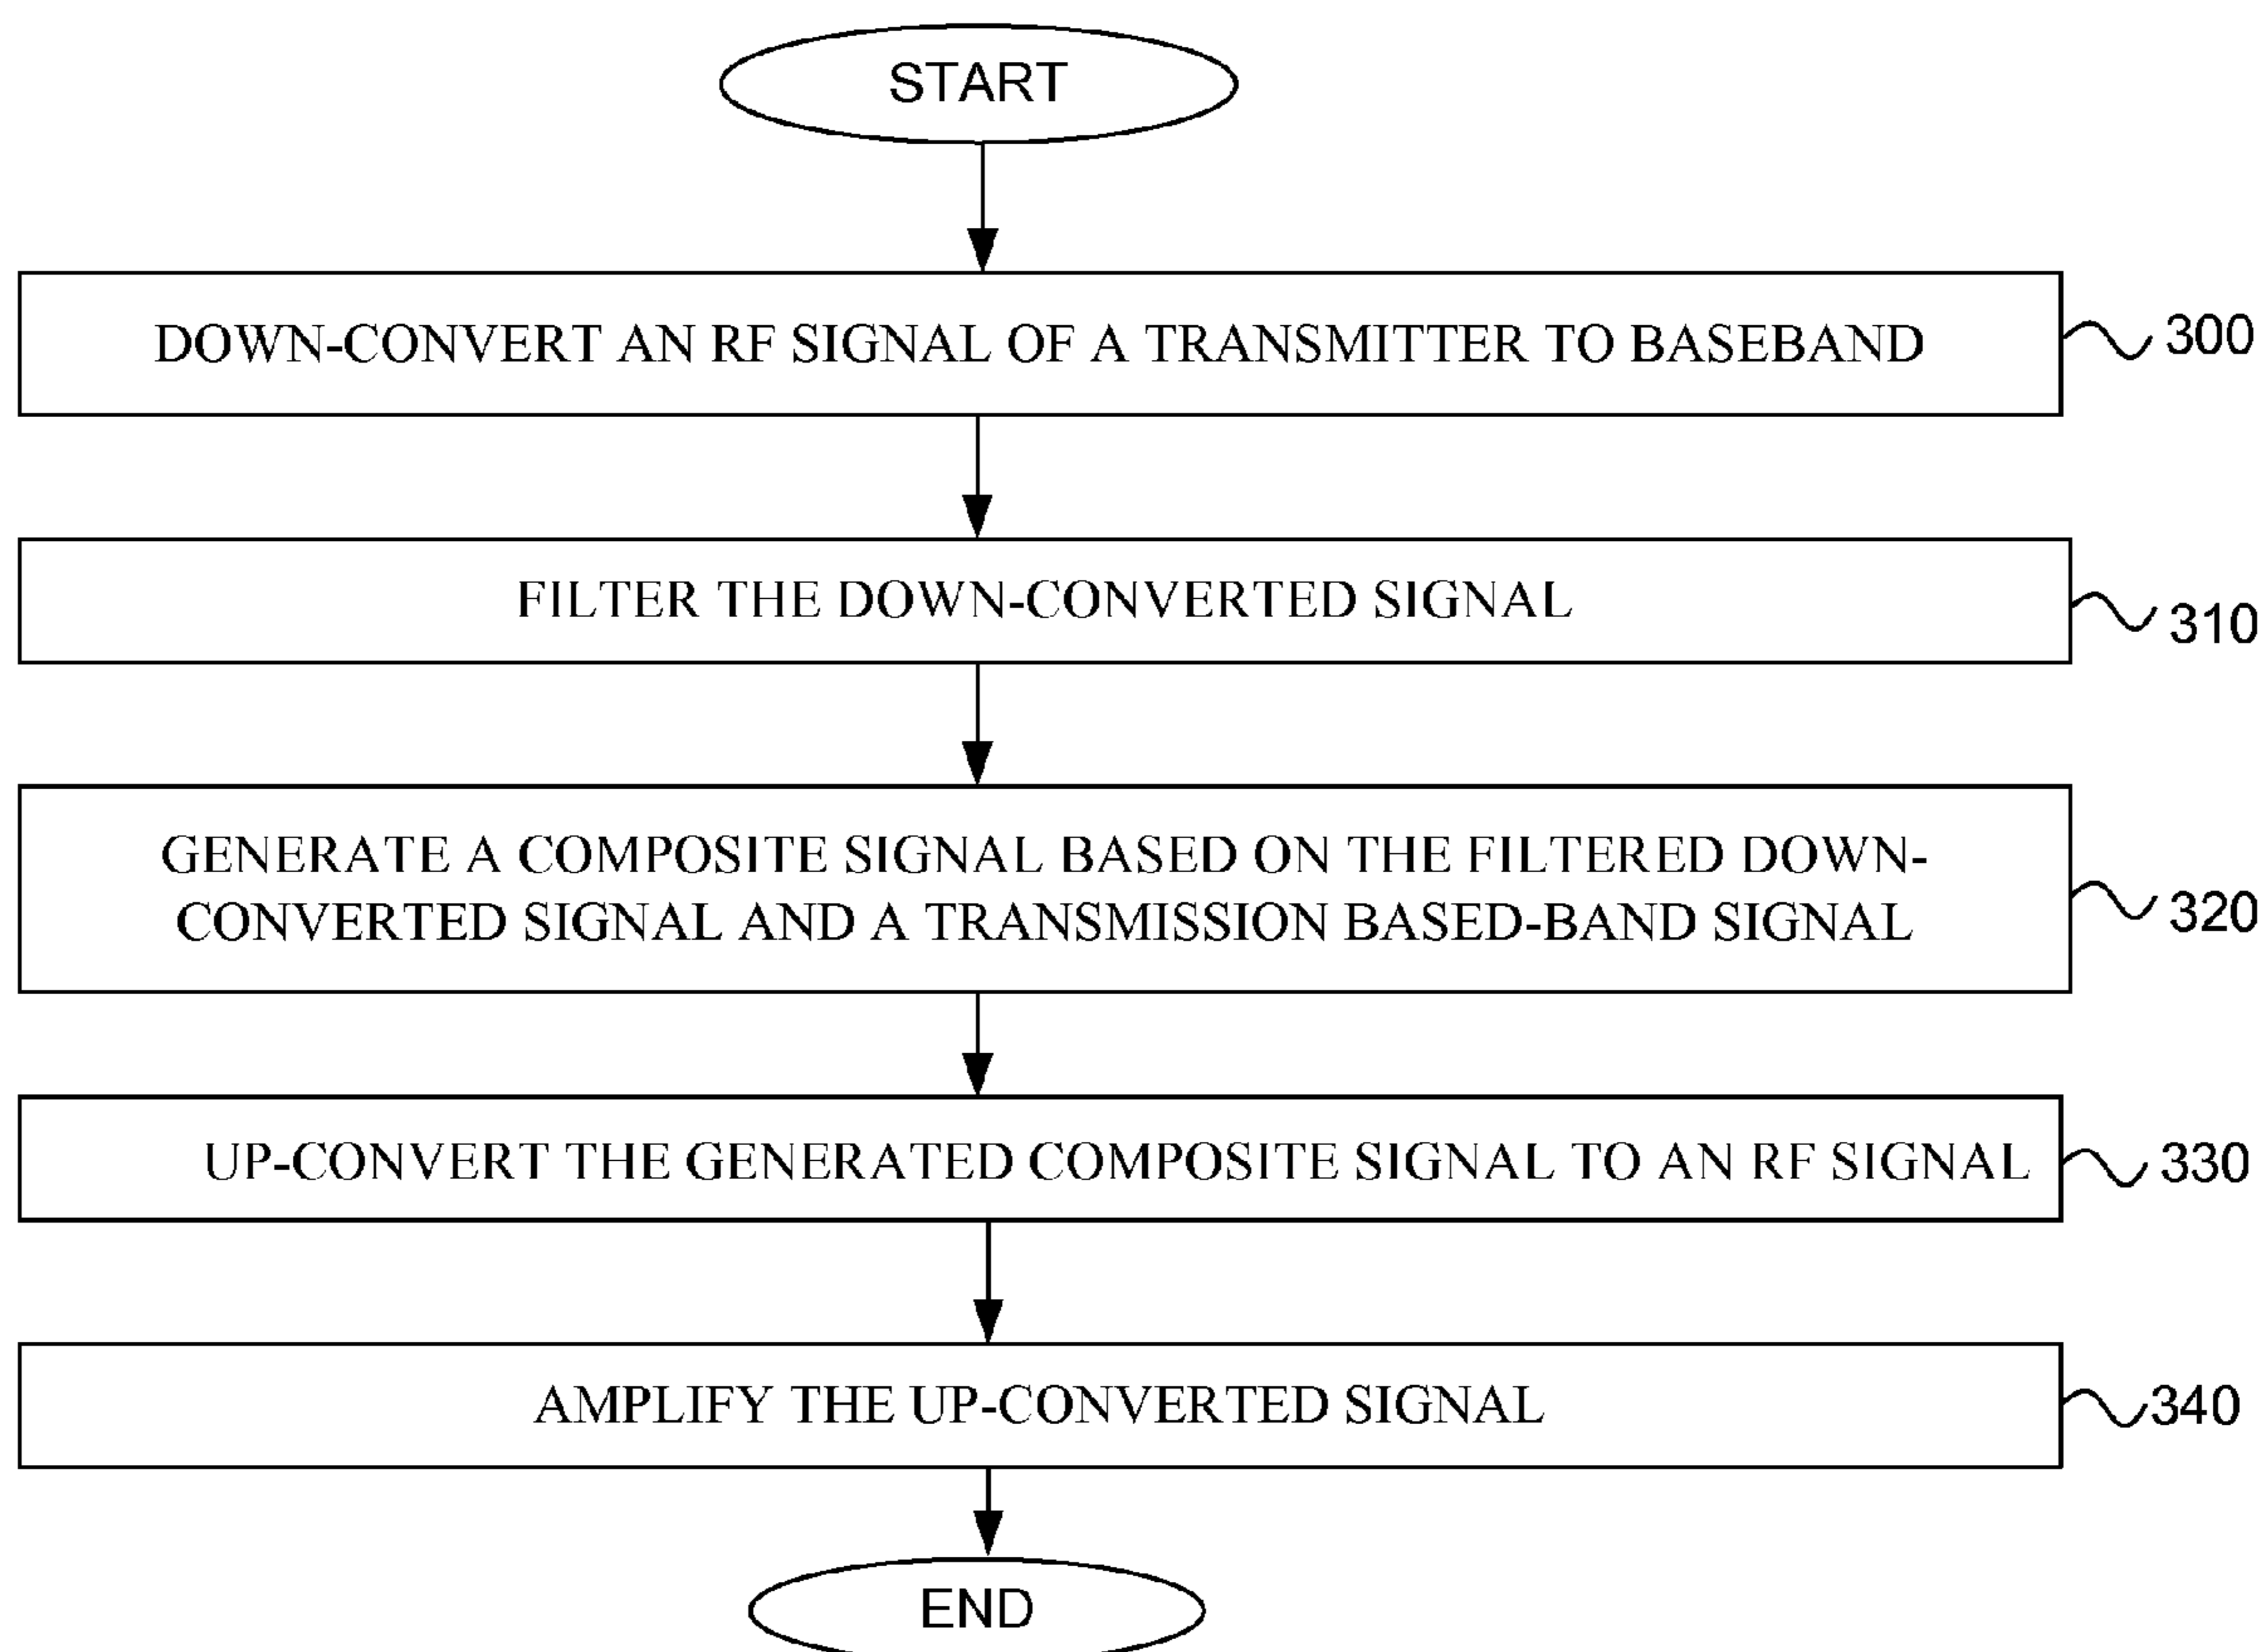 START
DOWN-CONVERT AN RF SIGNAL OF A TRANSMITTER TO BASEBAND
300
FILTER THE DOWN-CONVERTED SIGNAL
310
GENERATE A COMPOSITE SIGNAL BASED ON THE FILTERED DOWN-
CONVERTED SIGNAL AND A TRANSMISSION BASED-BAND SIGNAL
320
UP-CONVERT THE GENERATED COMPOSITE SIGNAL TO AN RF SIGNAL
330
AMPLIFY THE UP-CONVERTED SIGNAL
340
END